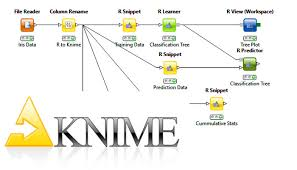 File Reader
Column Rename
R Snippet
R Learner
R View (Workspace)
Iris Data
R to Knime
Training Data
Classification Tree
Tree Plot
R Predictor
R Snippet
Prediction Data
Classification Tree
R Snippet
Cummulative Stats
KNIME